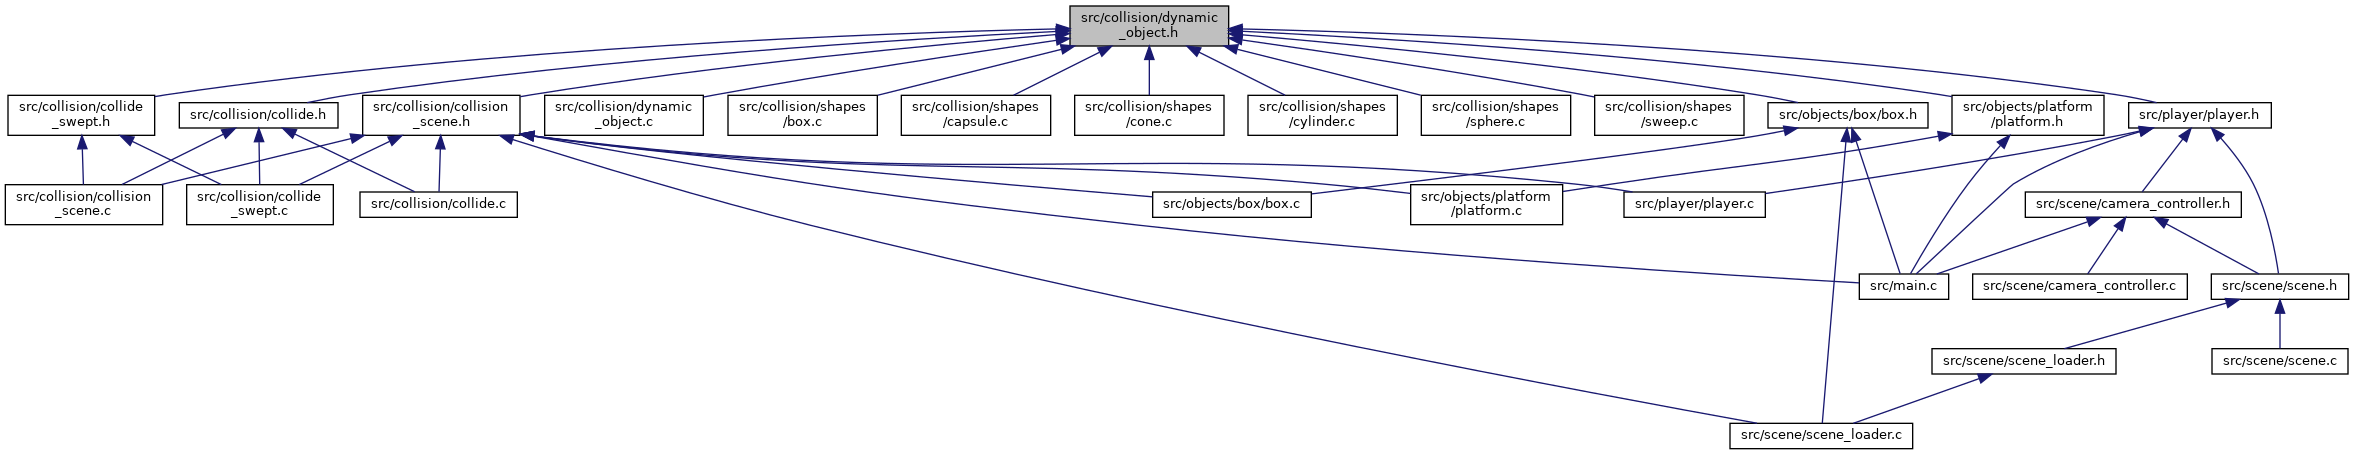 src/collision/dynamic
_object.h
src/collision/collide
_swept.h
src/collision/collide.h
src/collision/collision
_scene.h
src/collision/dynamic
_object.c
src/collision/shapes
/box.c
src/collision/shapes
/capsule.c
src/collision/shapes
/cone.c
src/collision/shapes
/cylinder.c
src/collision/shapes
/sphere.c
src/collision/shapes
/sweep.c
src/objects/box/box.h
src/objects/platform
/platform.h
src/player/player.h
src/collision/collision
_scene.c
src/collision/collide
_swept.c
src/collision/collide.c
src/objects/box/box.c
src/objects/platform
/platform.c
src/player/player.c
src/scene/camera_controller.h
src/main.c
src/scene/camera_controller.c
src/scene/scene.h
src/scene/scene_loader.h
src/scene/scene.c
src/scene/scene_loader.c